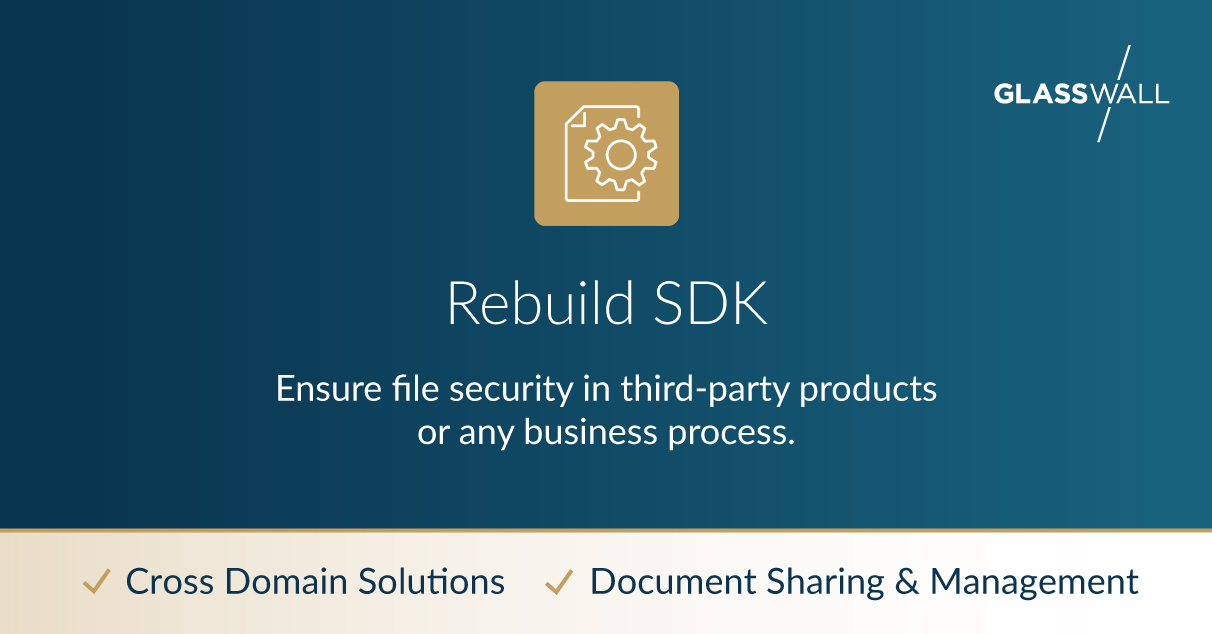 GLASSWALL
Rebuild SDK
Ensure file security in third-party products
or any business process.
Cross Domain Solutions
Document Sharing & Management